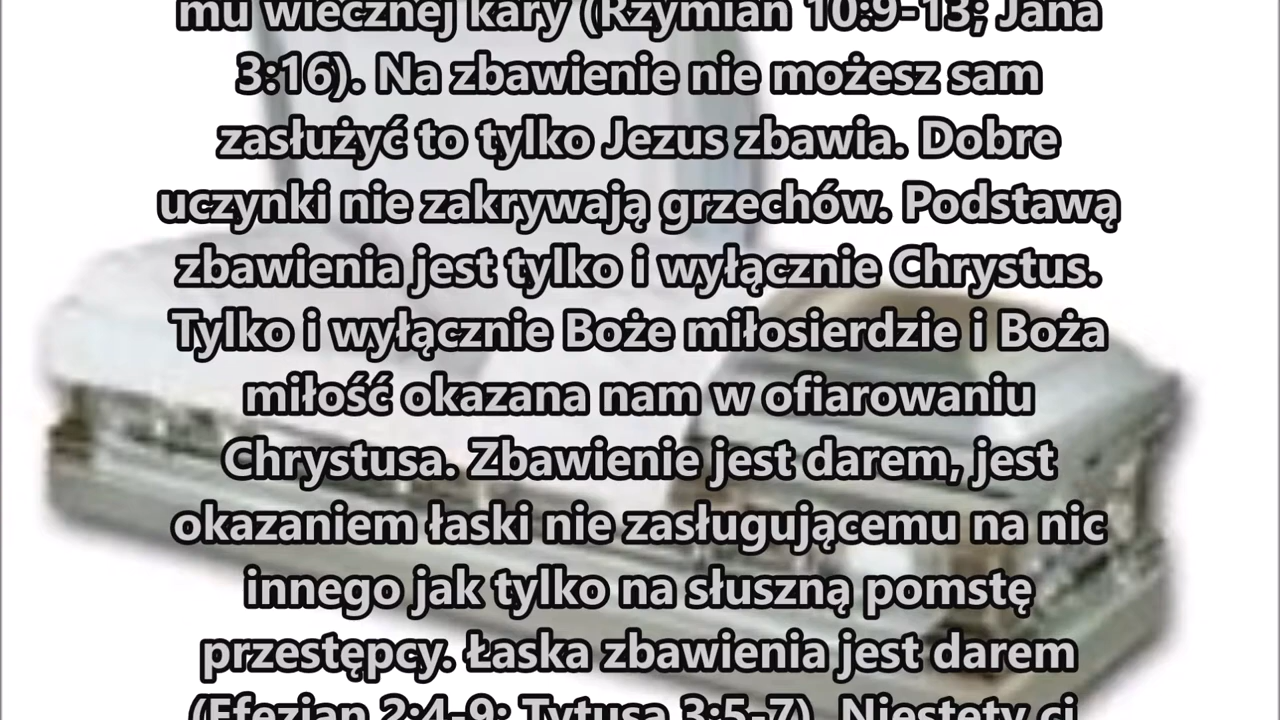 mu wiecznej kary (Rzymian 10:9-13; Jana
3:16). Na zbawienie nie możesz sam
zasłużyć to tylko Jezus zbawia. Dobre
uczynki nie zakrywają grzechów. Podstawą
zbawienia jest tylko i wyłącznie Chrystus.
Tylko i wyłącznie Boże miłosierdzie i Boża
miłość okazana nam w ofiarowaniu
Chrystusa. Zbawienie jest darem, jest
okazaniem łaski nie zasługującemu na nic
innego jak tylko na słuszną pomstę
przestępcy. Łaska zbawienia jest darem
(Efezjan 2:4-9; Tytusa 3:5-7). Niestety ci